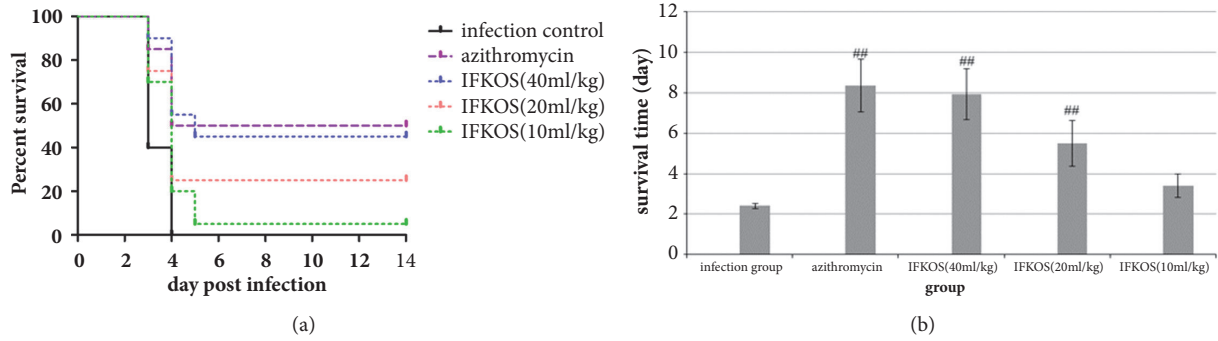 100
80
60
40
20
0
Percent survival
0 2 4 6 8 10 12 14
day post infection
infection control
azithromycin
IFKOS(40ml/kg)
IFKOS(20ml/kg)
IFKOS(10ml/kg)
(a)
12
10
8
6
4
2
0
survival time (day)
##
##
##
infection group azithromycin IFKOS(40ml/kg) IFKOS(20ml/kg) IFKOS(10ml/kg)
group
(b)